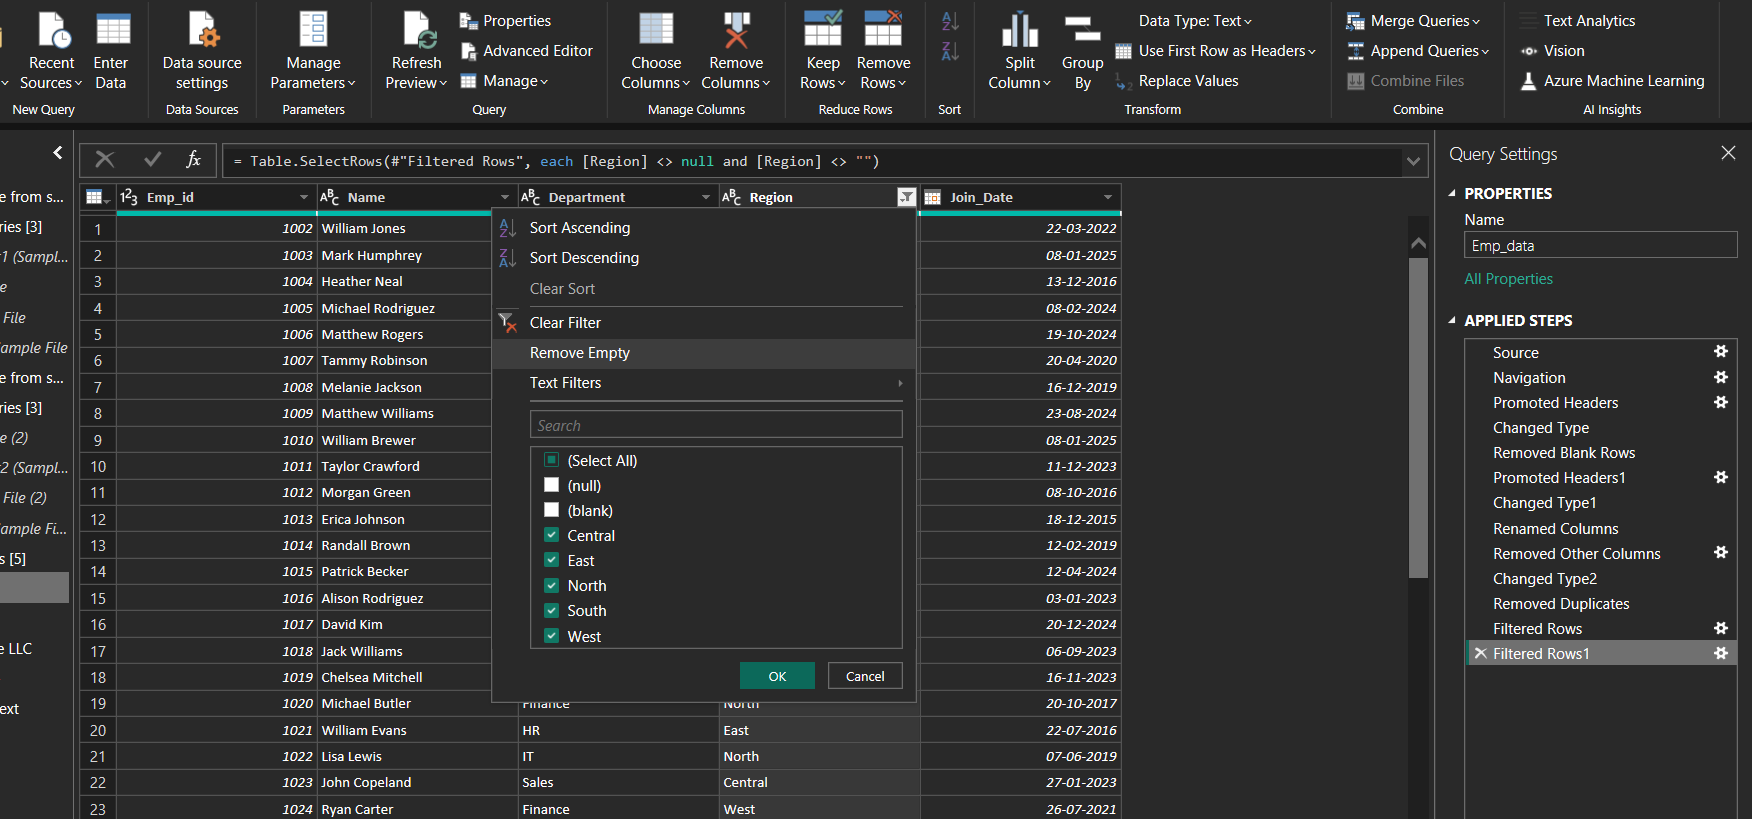 Recent Sources
Enter Data
New Query
Data source settings
Data Sources
Manage Parameters
Parameters
Refresh Preview
Properties
Advanced Editor
Manage
Query
Choose Columns
Remove Columns
Manage Columns
Keep Rows
Remove Rows
Reduce Rows
Sort
Split Column
Group By
Data Type: Text
Use First Row as Headers
Replace Values
Transform
Merge Queries
Append Queries
Combine Files
Combine
Text Analytics
Vision
Azure Machine Learning
AI Insights
e from s...
ries [3]
t1 (Sampl...
e
File
ample File
e from s...
ries [3]
e (2)
t2 (Sampl...
File (2)
ample Fi...
s [5]
e LLC
ext
fx
= Table.SelectRows(#"Filtered Rows", each [Region] <> null and [Region] <> "")
1²3 Emp_id
ABC Name
ABC Department
ABC Region
Join_Date
1 1002 William Jones 22-03-2022
2 1003 Mark Humphrey 08-01-2025
3 1004 Heather Neal 13-12-2016
4 1005 Michael Rodriguez 08-02-2024
5 1006 Matthew Rogers 19-10-2024
6 1007 Tammy Robinson 20-04-2020
7 1008 Melanie Jackson 16-12-2019
8 1009 Matthew Williams 23-08-2024
9 1010 William Brewer 08-01-2025
10 1011 Taylor Crawford 11-12-2023
11 1012 Morgan Green 08-10-2016
12 1013 Erica Johnson 18-12-2015
13 1014 Randall Brown 12-02-2019
14 1015 Patrick Becker 12-04-2024
15 1016 Alison Rodriguez 03-01-2023
16 1017 David Kim 20-12-2024
17 1018 Jack Williams 06-09-2023
18 1019 Chelsea Mitchell 16-11-2023
19 1020 Michael Butler Finance North 20-10-2017
20 1021 William Evans HR East 22-07-2016
21 1022 Lisa Lewis IT North 07-06-2019
22 1023 John Copeland Sales Central 27-01-2023
23 1024 Ryan Carter Finance West 26-07-2021
Sort Ascending
Sort Descending
Clear Sort
Clear Filter
Remove Empty
Text Filters
Search
(Select All)
(null)
(blank)
Central
East
North
South
West
OK
Cancel
Query Settings
PROPERTIES
Name
Emp_data
All Properties
APPLIED STEPS
Source
Navigation
Promoted Headers
Changed Type
Removed Blank Rows
Promoted Headers1
Changed Type1
Renamed Columns
Removed Other Columns
Changed Type2
Removed Duplicates
Filtered Rows
Filtered Rows1